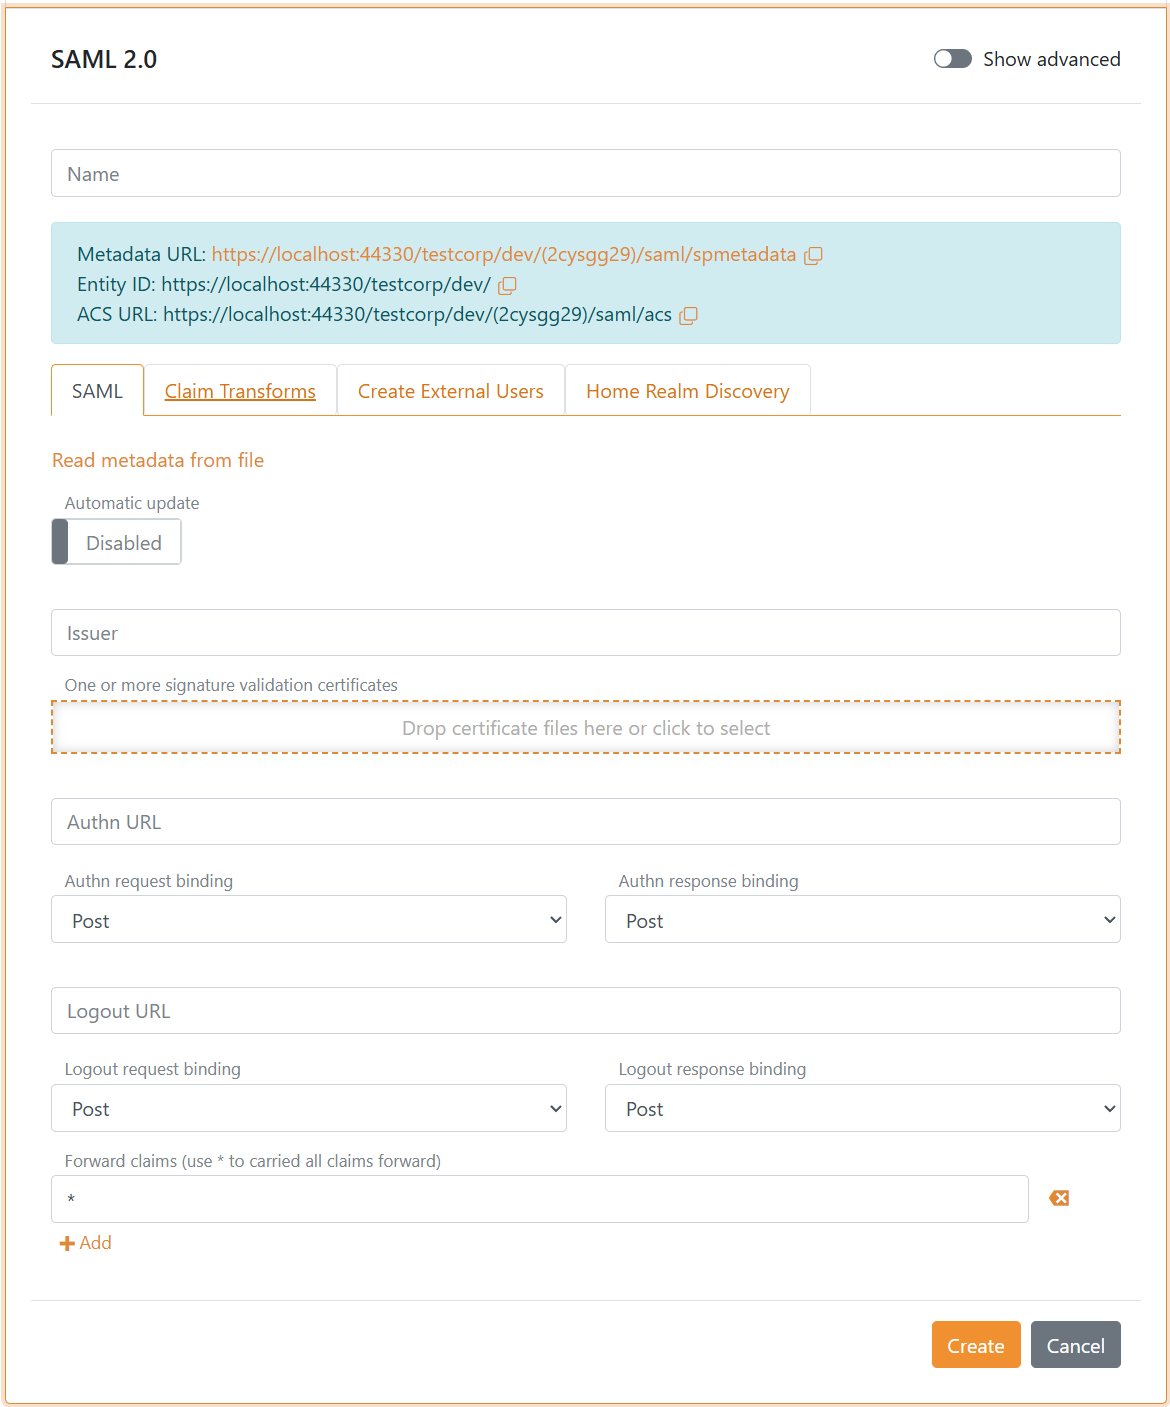 SAML 2.0
Show advanced
Name
Metadata URL: https://localhost:44330/testcorp/dev/(2cysgg29)/saml/spmetadata
Entity ID: https://localhost:44330/testcorp/dev/
ACS URL: https://localhost:44330/testcorp/dev/(2cysgg29)/saml/acs
SAML
Claim Transforms
Create External Users
Home Realm Discovery
Read metadata from file
Automatic update
Disabled
Issuer
One or more signature validation certificates
Drop certificate files here or click to select
Authn URL
Authn request binding
Authn response binding
Post
Post
Logout URL
Logout request binding
Logout response binding
Post
Post
Forward claims (use * to carried all claims forward)
*
Add
Create
Cancel